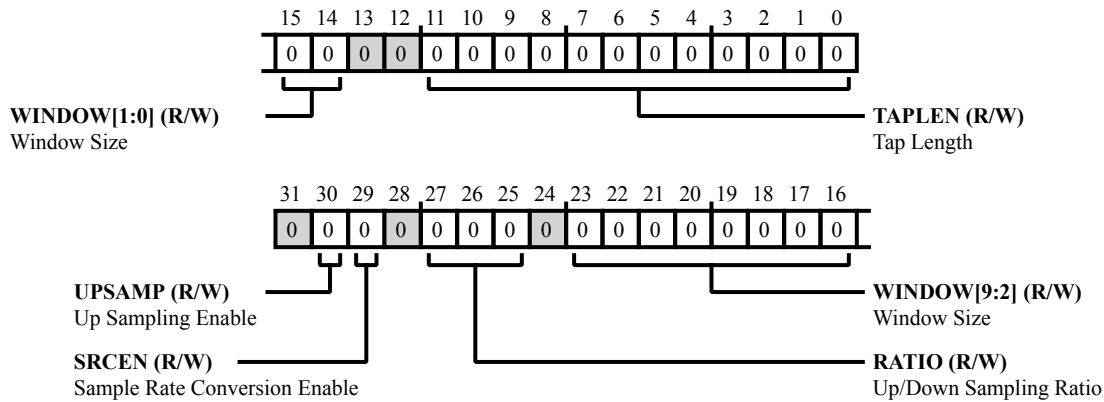 15 14 13 12 11 10 9 8 7 6 5 4 3 2 1 0
0 0 0 0 0 0 0 0 0 0 0 0 0 0 0 0
WINDOW[1:0] (R/W)
Window Size
TAPLEN (R/W)
Tap Length
31 30 29 28 27 26 25 24 23 22 21 20 19 18 17 16
0 0 0 0 0 0 0 0 0 0 0 0 0 0 0 0
UPSAMP (R/W)
Up Sampling Enable
WINDOW[9:2] (R/W)
Window Size
SRCEN (R/W)
Sample Rate Conversion Enable
RATIO (R/W)
Up/Down Sampling Ratio